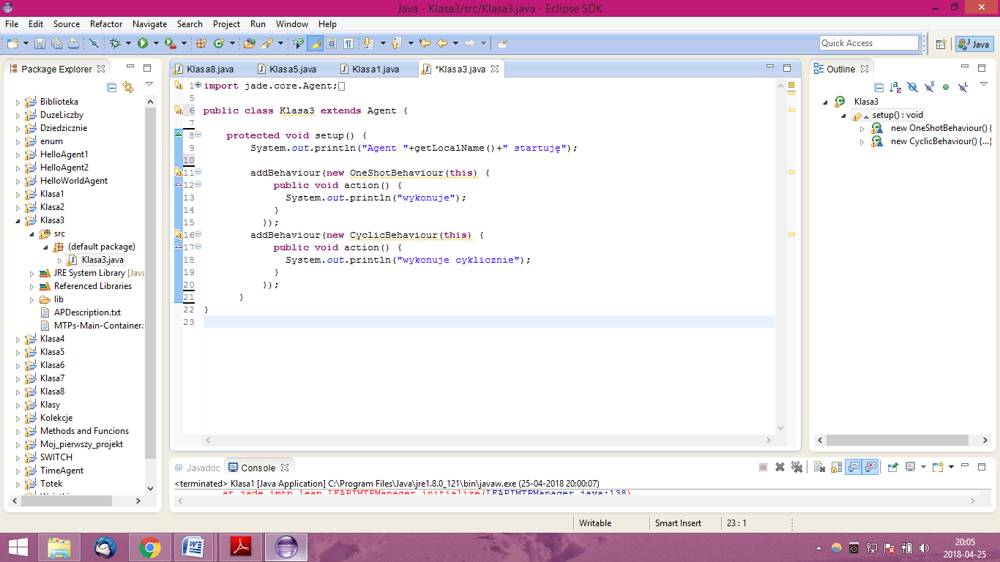 Java - Klasa3/src/Klasa3.java - Eclipse SDK
File Edit Source Refactor Navigate Search Project Run Window Help
Quick Access
Java
Package Explorer
Biblioteka
DuzeLiczby
Dziedzicznie
enum
HelloAgent1
HelloAgent2
HelloWorldAgent
Klasa1
Klasa2
Klasa3
src
(default package)
Klasa3.java
JRE System Library [Java
Referenced Libraries
lib
APDescription.txt
MTPs-Main-Container.
Klasa4
Klasa5
Klasa6
Klasa7
Klasa8
Klasy
Kolekcje
Methods and Funcions
Moj_pierwszy_projekt
SWITCH
TimeAgent
Totek
Klasa8.java Klasa5.java Klasa1.java *Klasa3.java
1 import jade.core.Agent;
5
6 public class Klasa3 extends Agent {
7
8 protected void setup() {
9 System.out.println("Agent "+getLocalName()+" startuję");
10
11 addBehaviour(new OneShotBehaviour(this) {
12 public void action() {
13 System.out.println("wykonuje");
14 }
15 });
16 addBehaviour(new CyclicBehaviour(this) {
17 public void action() {
18 System.out.println("wykonuje cyklicznie");
19 }
20 });
21 }
22 }
23
Outline
Klasa3
setup() : void
new OneShotBehaviour() {
new CyclicBehaviour() {...}
@ Javadoc Console
<terminated> Klasa1 [Java Application] C:\Program Files\Java\jre1.8.0_121\bin\javaw.exe (25-04-2018 20:00:07)
at jade.imtp.leap.LEAPIMTPManager.initialize(LEAPIMTPManager.java:138)
Writable Smart Insert 23 : 1
20:05
2018-04-25